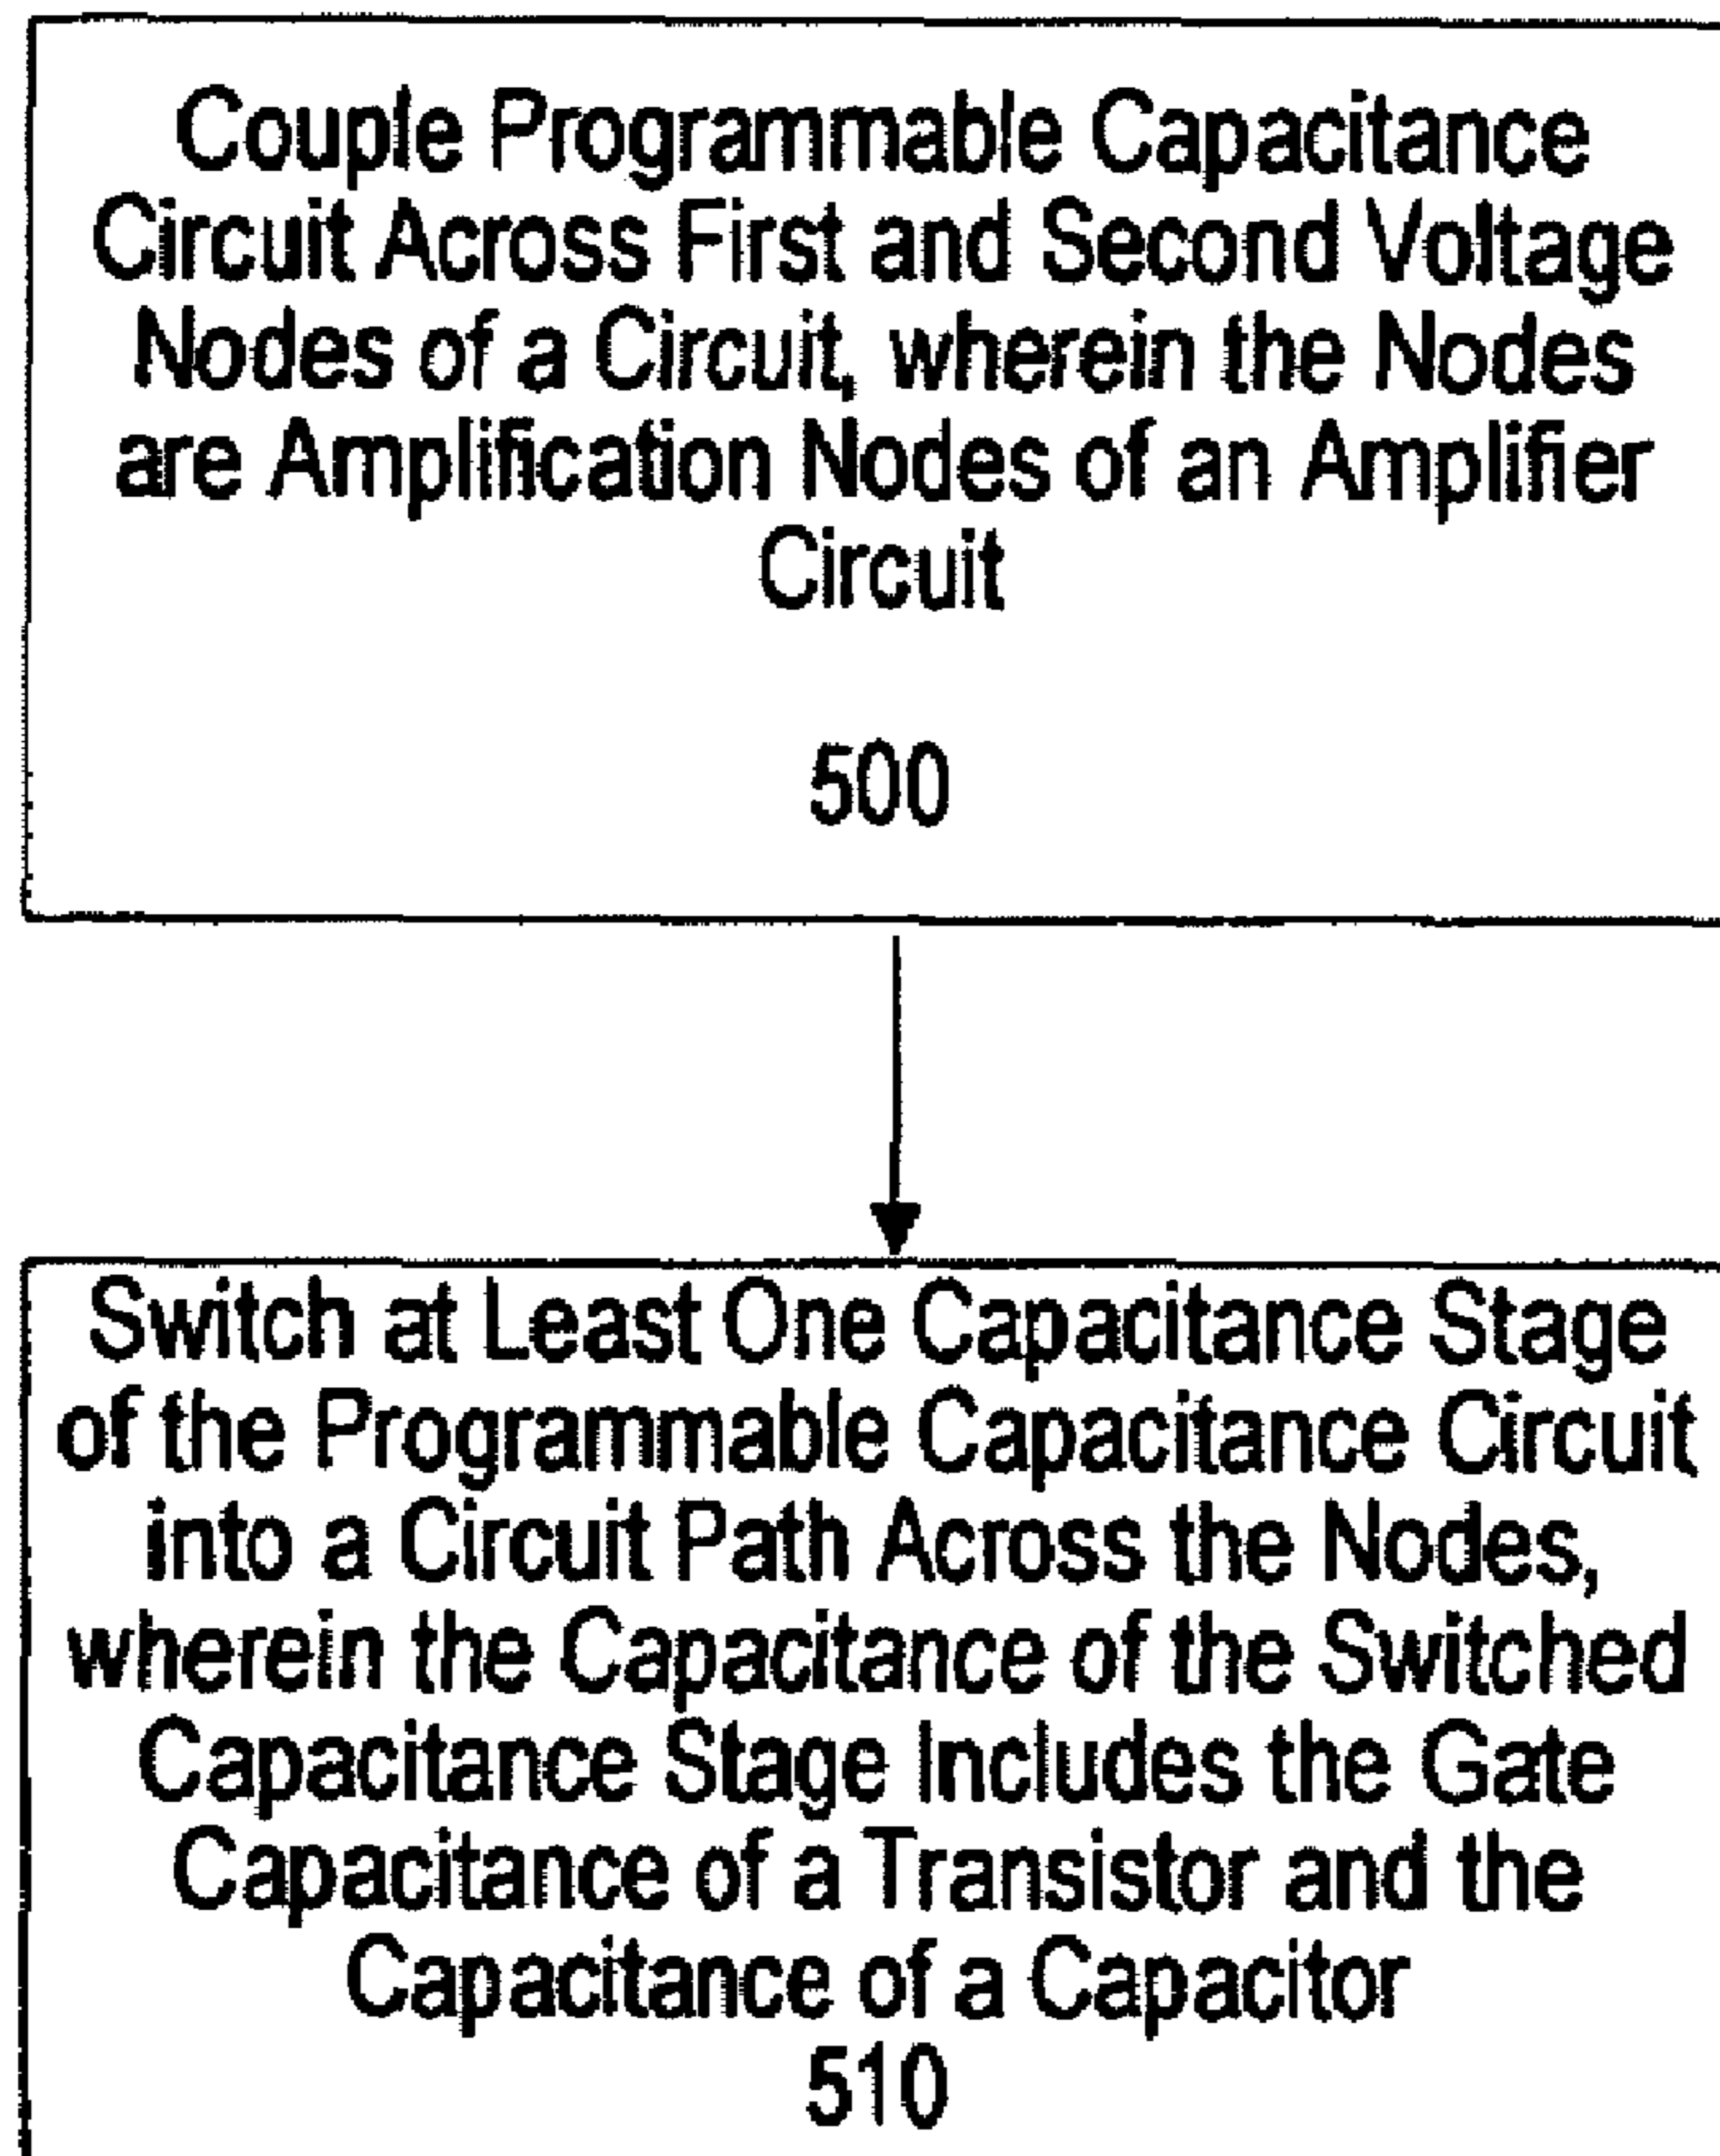 Couple Programmable Capacitance
Circuit Across First and Second Voltage
Nodes of a Circuit, wherein the Nodes
are Amplification Nodes of an Amplifier
Circuit
500
Switch at Least One Capacitance Stage
of the Programmable Capacitance Circuit
into a Circuit Path Across the Nodes,
wherein the Capacitance of the Switched
Capacitance Stage Includes the Gate
Capacitance of a Transistor and the
Capacitance of a Capacitor
510